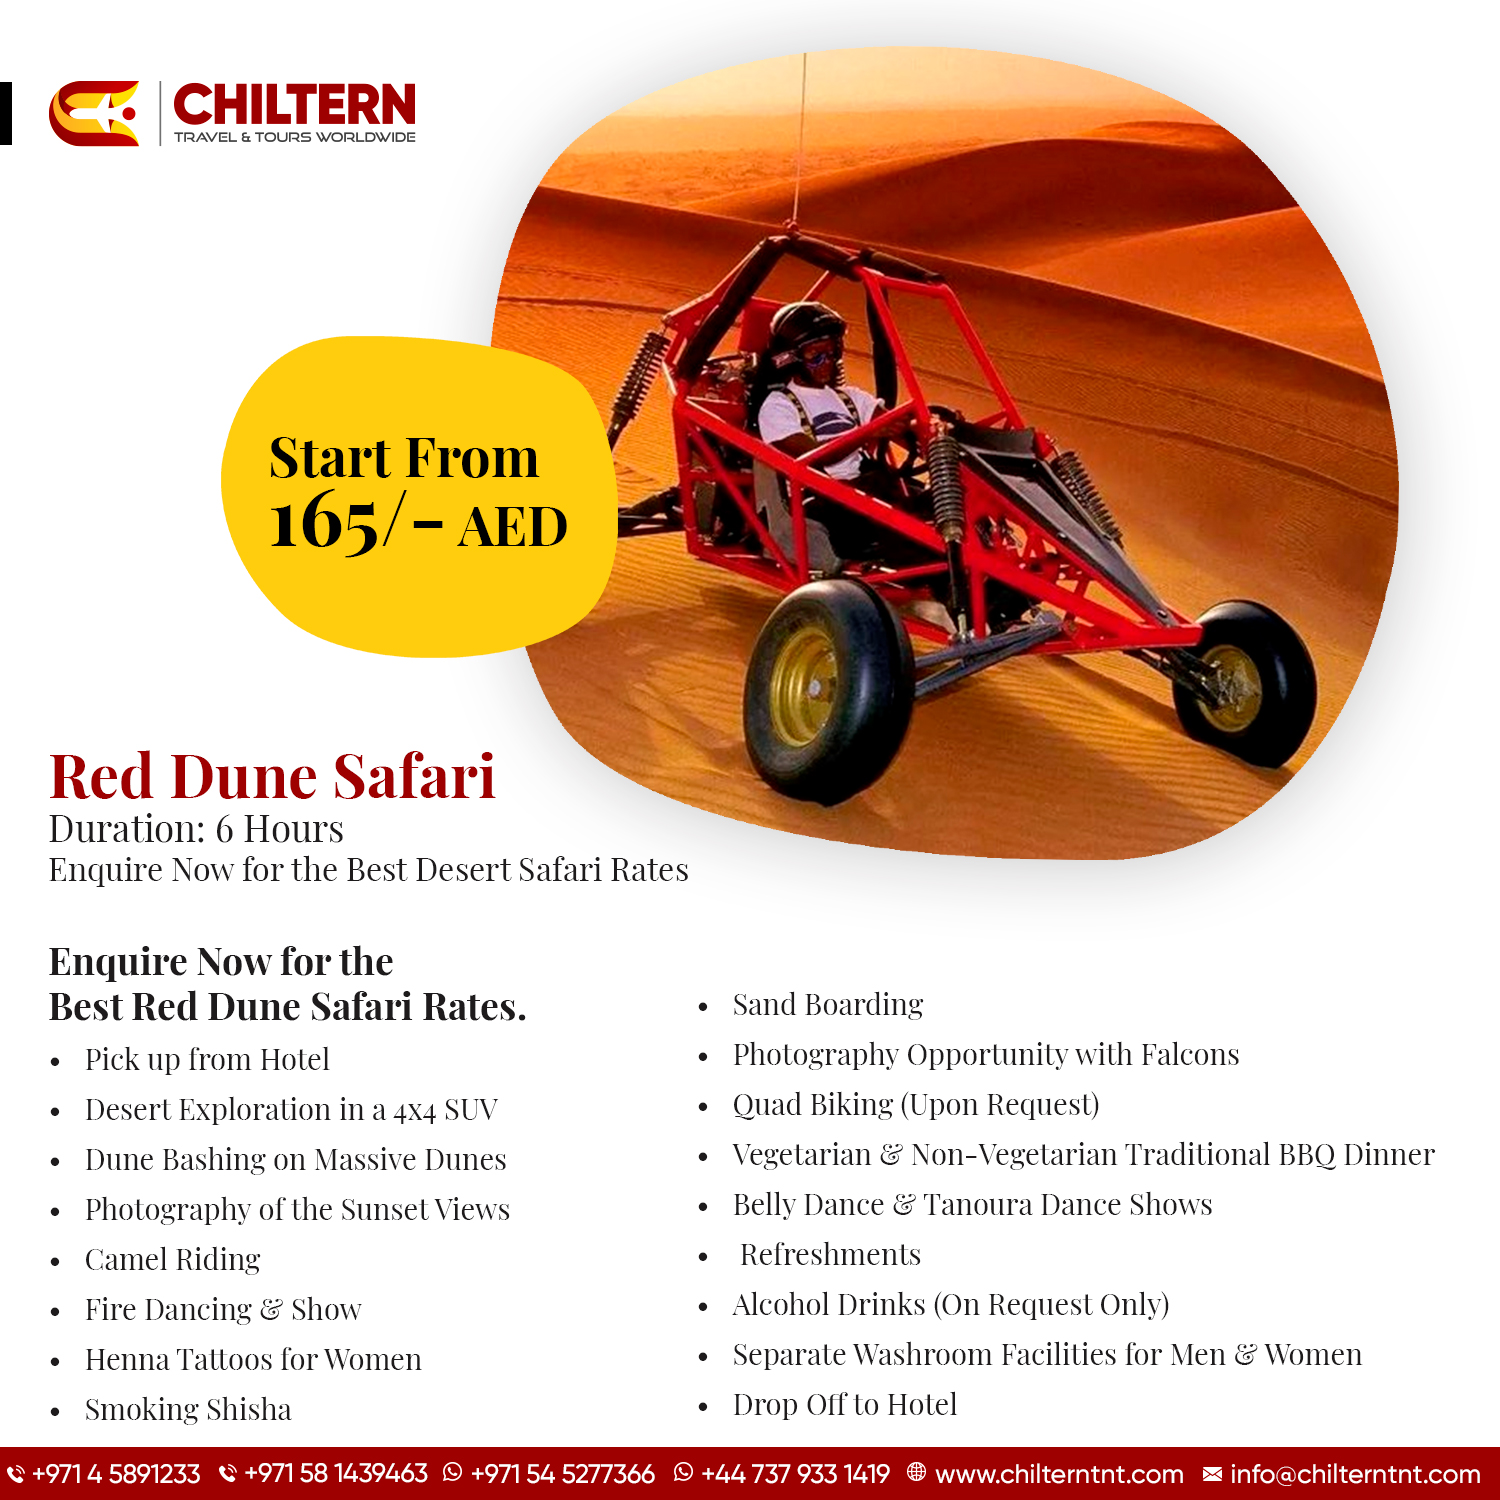 CHILTERN
TRAVEL & TOURS WORLDWIDE
Start From
165/- AED
Red Dune Safari
Duration: 6 Hours
Enquire Now for the Best Desert Safari Rates
Enquire Now for the
Best Red Dune Safari Rates.
• Pick up from Hotel
• Desert Exploration in a 4x4 SUV
• Dune Bashing on Massive Dunes
• Photography of the Sunset Views
• Camel Riding
• Fire Dancing & Show
• Henna Tattoos for Women
• Smoking Shisha
• Sand Boarding
• Photography Opportunity with Falcons
• Quad Biking (Upon Request)
• Vegetarian & Non-Vegetarian Traditional BBQ Dinner
• Belly Dance & Tanoura Dance Shows
• Refreshments
• Alcohol Drinks (On Request Only)
• Separate Washroom Facilities for Men & Women
• Drop Off to Hotel
+971 4 5891233 +971 58 1439463 +971 54 5277366 +44 737 933 1419 www.chilterntnt.com info@chilterntnt.com